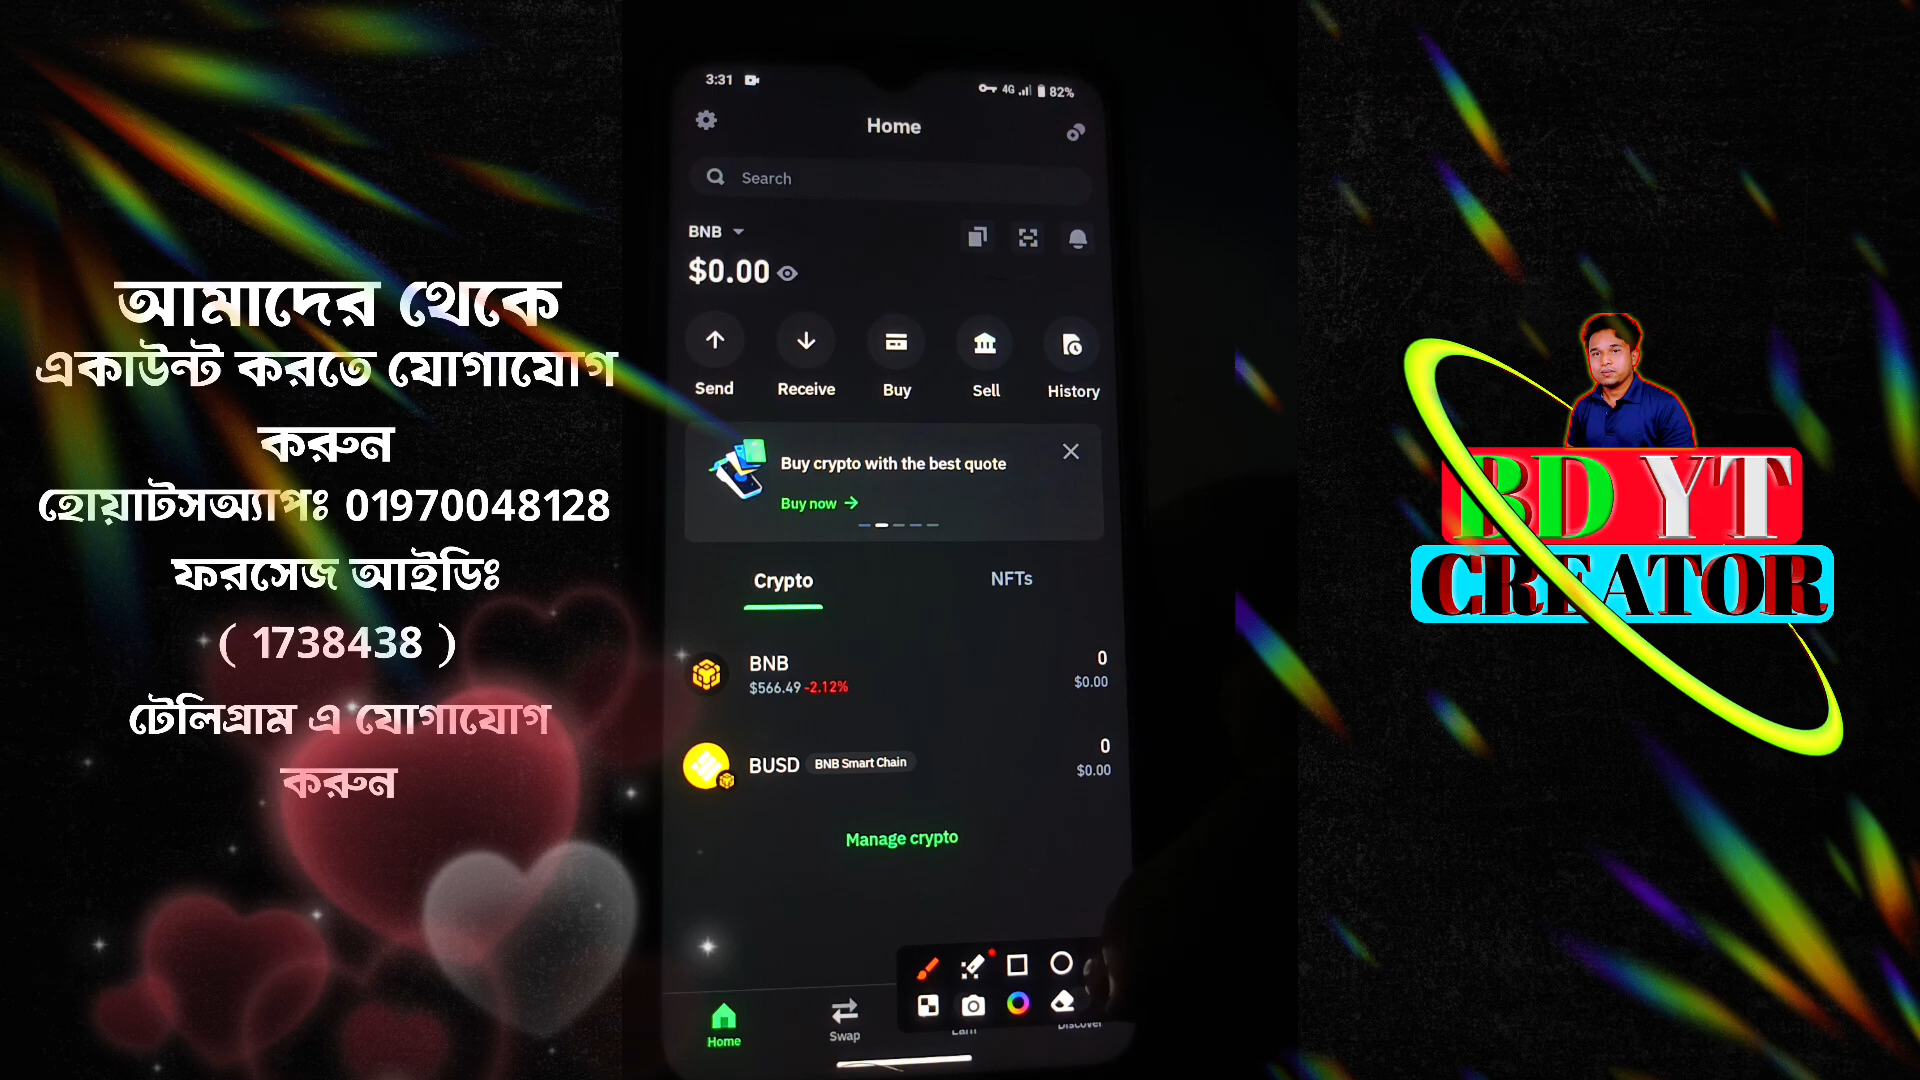 আমাদের থেকে
একাউন্ট করতে যোগাযোগ
করুন
হোয়াটসঅ্যাপঃ 01970048128
ফরসেজ আইডিঃ
( 1738438 )
টেলিগ্রাম এ যোগাযোগ
করুন
3:31
4G 82%
Home
Search
BNB
$0.00
Send Receive Buy Sell History
Buy crypto with the best quote
Buy now →
Crypto NFTs
BNB 0
$566.49 -2.12% $0.00
BUSD BNB Smart Chain 0
$0.00
Manage crypto
Home Swap Earn Discover
BD YT
CREATOR